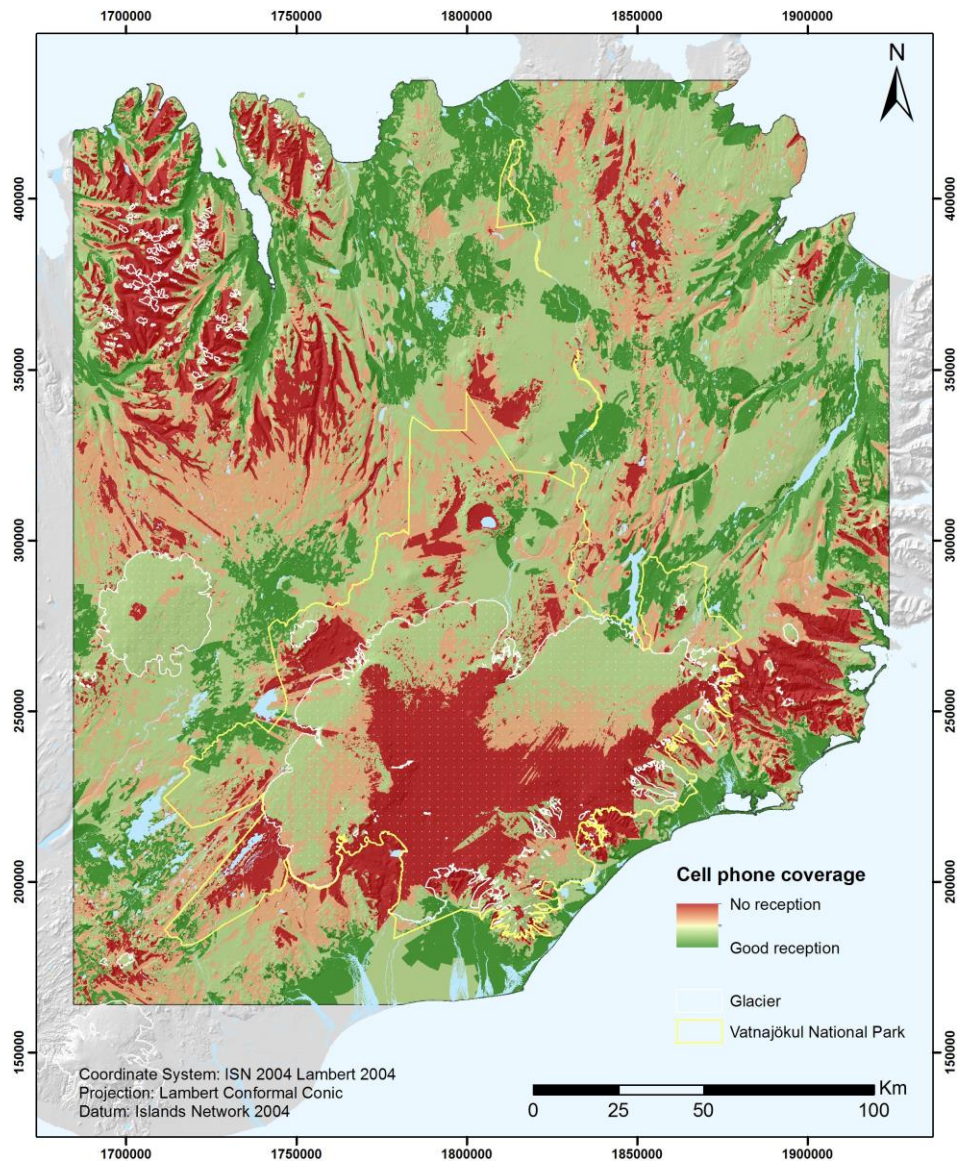 1700000 1750000 1800000 1850000 1900000
N
400000 400000
350000 350000
300000 300000
250000 250000
200000 200000
150000 150000
Cell phone coverage
No reception
Good reception
Glacier
Vatnajökul National Park
Coordinate System: ISN 2004 Lambert 2004
Projection: Lambert Conformal Conic
Datum: Islands Network 2004
Km
0 25 50 100
1700000 1750000 1800000 1850000 1900000